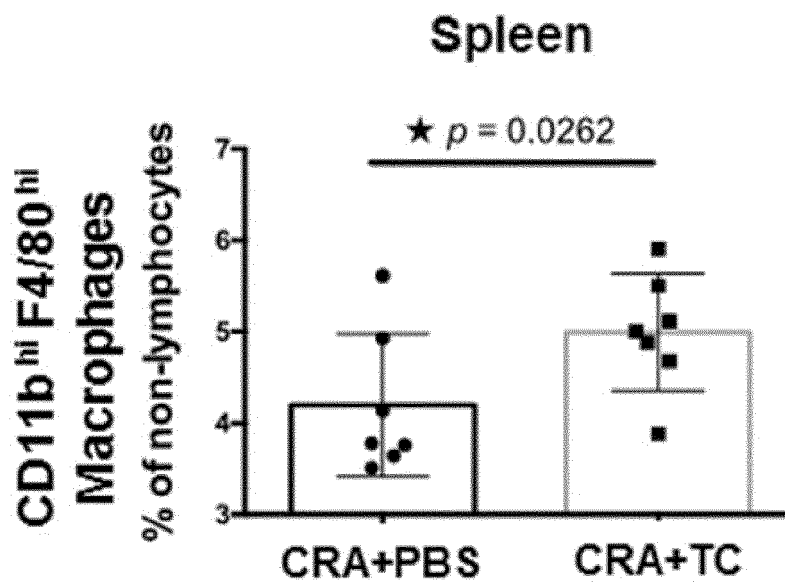 Spleen
★ p = 0.0262
CD11b^hi F4/80^hi
Macrophages
% of non-lymphocytes
7
6
5
4
3
CRA+PBS CRA+TC